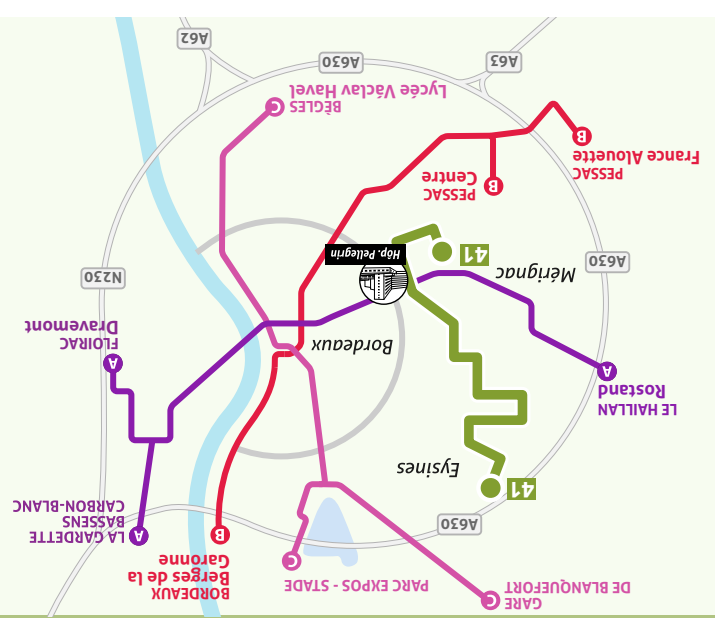 GARE
DE BLANQUEFORT
C
BORDEAUX
Berges de la
Garonne
B
PARC EXPOS - STADE
C
LA GARDETTE
BASSENS
CARBON-BLANC
A
A630
41
Eysines
LE HAILLAN
Rostand
A
FLOIRAC
Dravemont
A
Bordeaux
Mérignac
N230
A630
Hôp. Pellegrin
41
PESSAC
Centre
B
PESSAC
France Alouette
B
BÈGLES
Lycée Václav Havel
C
A63
A630
A62